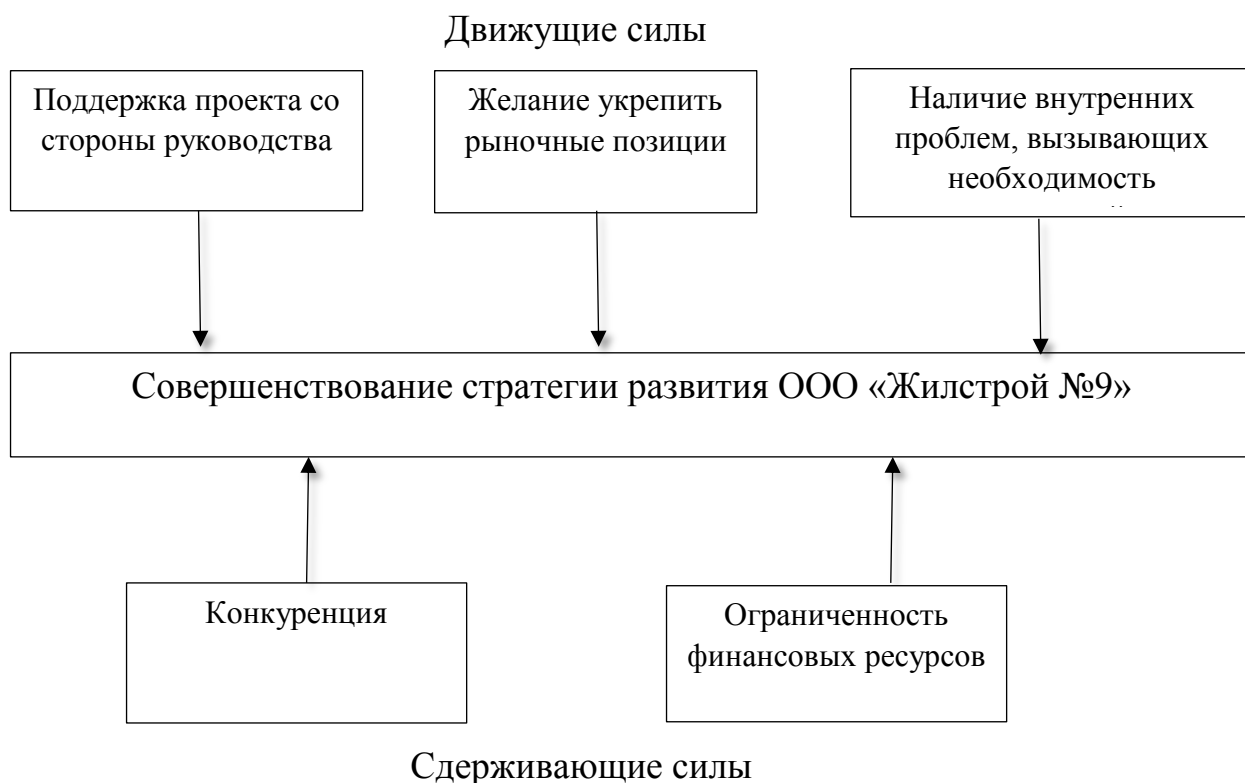 Движущие силы
Поддержка проекта со
стороны руководства
Желание укрепить
рыночные позиции
Наличие внутренних
проблем, вызывающих
необходимость
Совершенствование стратегии развития ООО «Жилстрой №9»
Конкуренция
Ограниченность
финансовых ресурсов
Сдерживающие силы